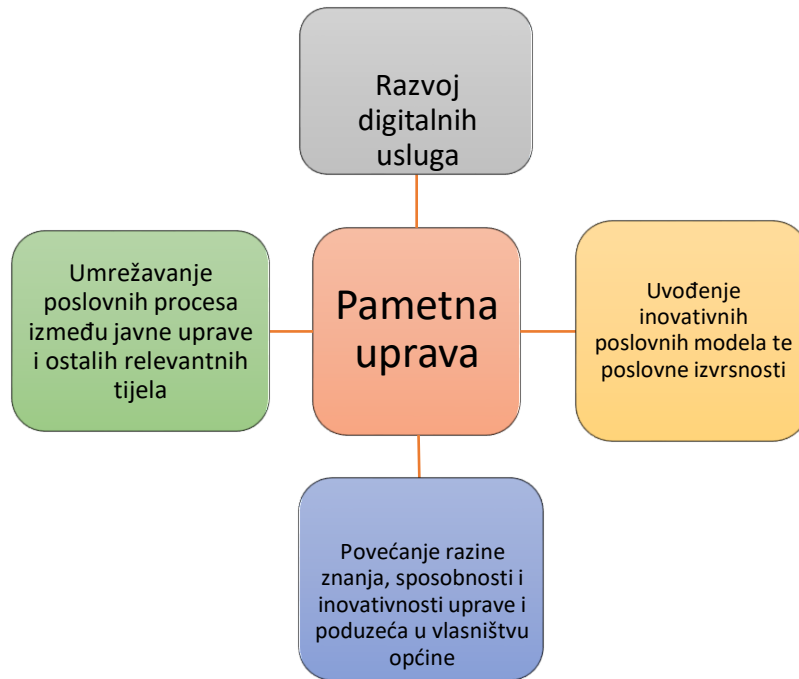 Razvoj
digitalnih
usluga
Umrežavanje
poslovnih procesa
između javne uprave
i ostalih relevantnih
tijela
Pametna
uprava
Uvođenje
inovativnih
poslovnih modela te
poslovne izvrsnosti
Povećanje razine
znanja, sposobnosti i
inovativnosti uprave i
poduzeća u vlasništvu
općine